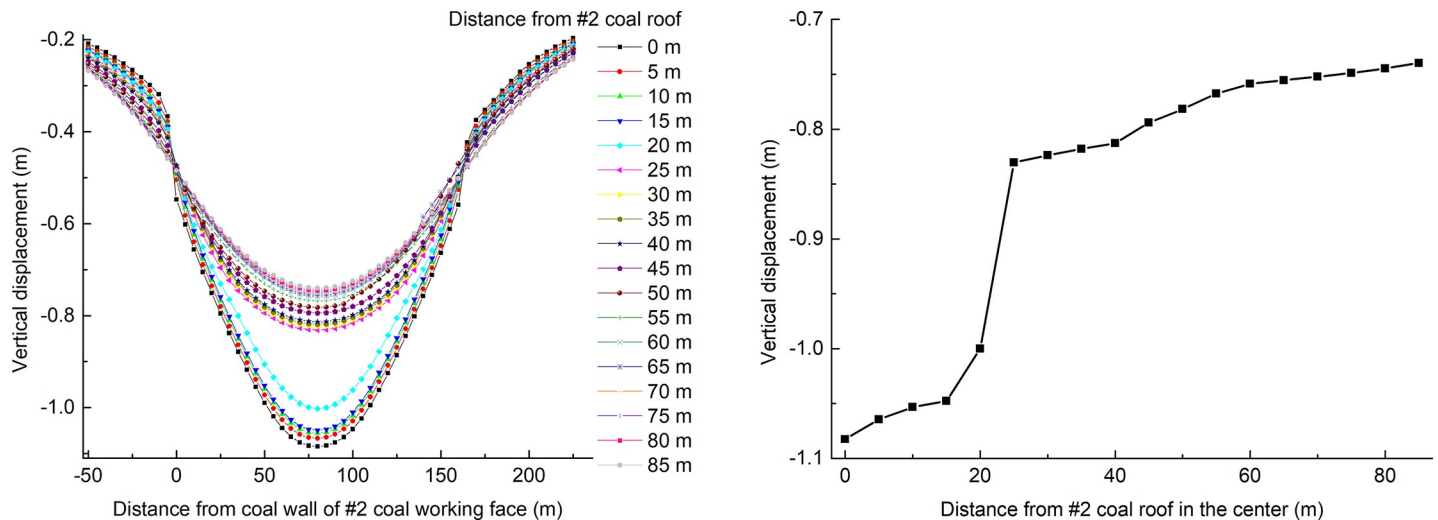 Distance from #2 coal roof
0 m
5 m
10 m
15 m
20 m
25 m
30 m
35 m
40 m
45 m
50 m
55 m
60 m
65 m
70 m
75 m
80 m
85 m
Vertical displacement (m)
-0.2
-0.4
-0.6
-0.8
-1.0
-50 0 50 100 150 200 250
Distance from coal wall of #2 coal working face (m)
Vertical displacement (m)
-0.7
-0.8
-0.9
-1.0
-1.1
0 20 40 60 80
Distance from #2 coal roof in the center (m)